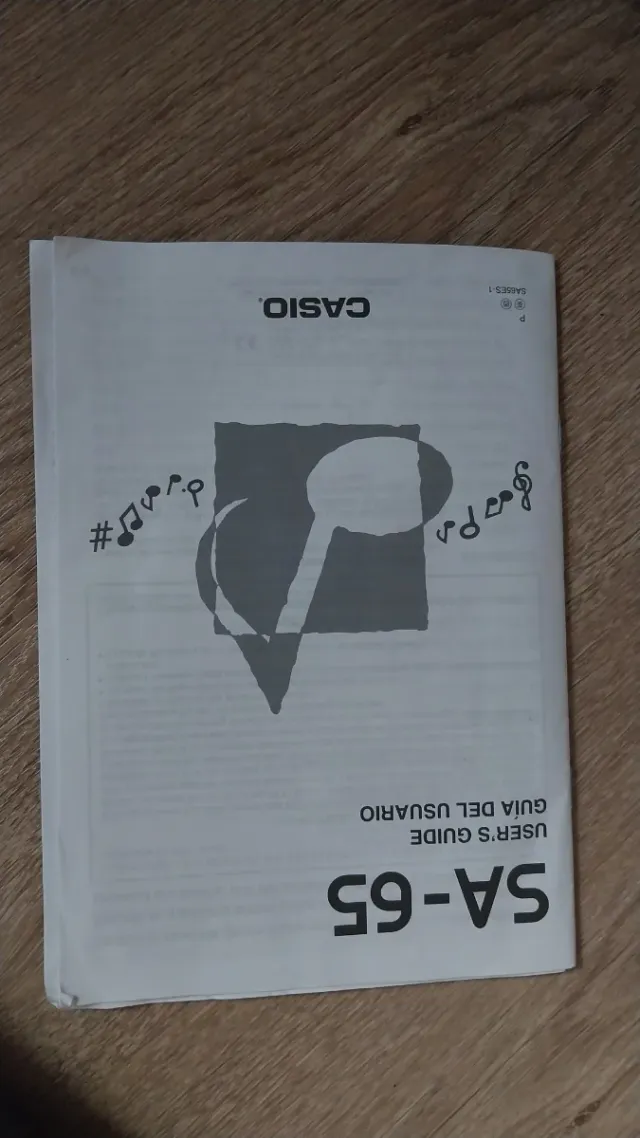 SA-65
USER'S GUIDE
GUÍA DEL USUARIO
CASIO®
P
SA65ES-1